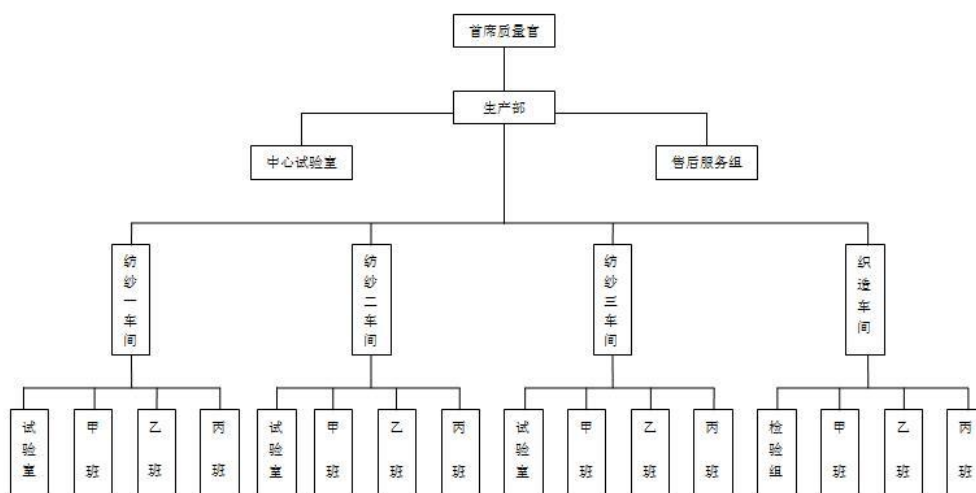 首席质量官
生产部
中心试验室
售后服务组
纺纱一车间
纺纱二车间
纺纱三车间
织造车间
试验室
甲班
乙班
丙班
试验室
甲班
乙班
丙班
试验室
甲班
乙班
丙班
检验组
甲班
乙班
丙班